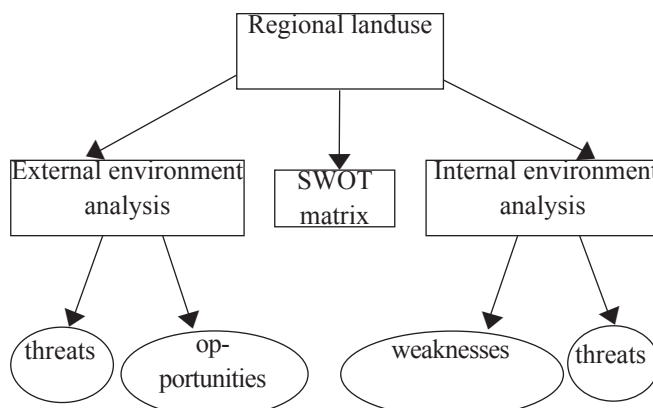 Regional landuse
External environment
analysis
SWOT
matrix
Internal environment
analysis
threats
op-
portunities
weaknesses
threats